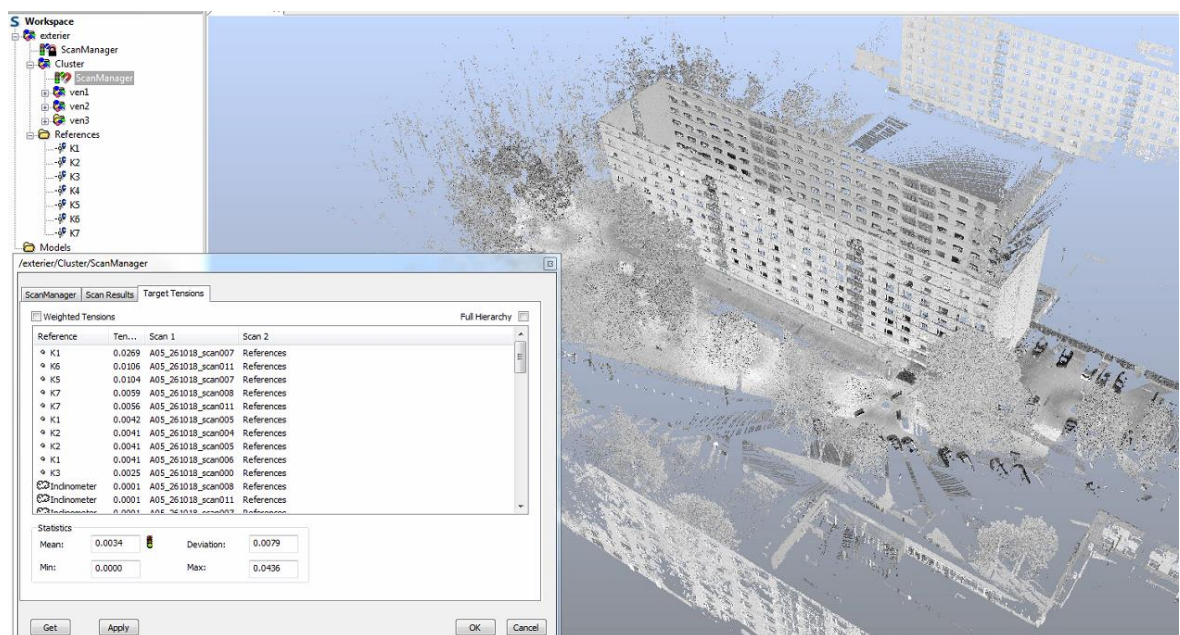 Workspace
exterier
ScanManager
Cluster
ScanManager
ven1
ven2
ven3
References
K1
K2
K3
K4
K5
K6
K7
Models
/exterier/Cluster/ScanManager
ScanManager Scan Results Target Tensions
Weighted Tensions Full Hierarchy
Reference Ten... Scan 1 Scan 2
K1 0.0269 A05_261018_scan007 References
K6 0.0106 A05_261018_scan011 References
K5 0.0104 A05_261018_scan007 References
K7 0.0059 A05_261018_scan008 References
K7 0.0056 A05_261018_scan011 References
K1 0.0042 A05_261018_scan005 References
K2 0.0041 A05_261018_scan004 References
K2 0.0041 A05_261018_scan005 References
K1 0.0041 A05_261018_scan006 References
K3 0.0025 A05_261018_scan000 References
Inclinometer 0.0001 A05_261018_scan008 References
Inclinometer 0.0001 A05_261018_scan011 References
Inclinometer 0.0001 A05_261018_scan007 References
Statistics
Mean: 0.0034 Deviation: 0.0079
Min: 0.0000 Max: 0.0436
Get Apply OK Cancel